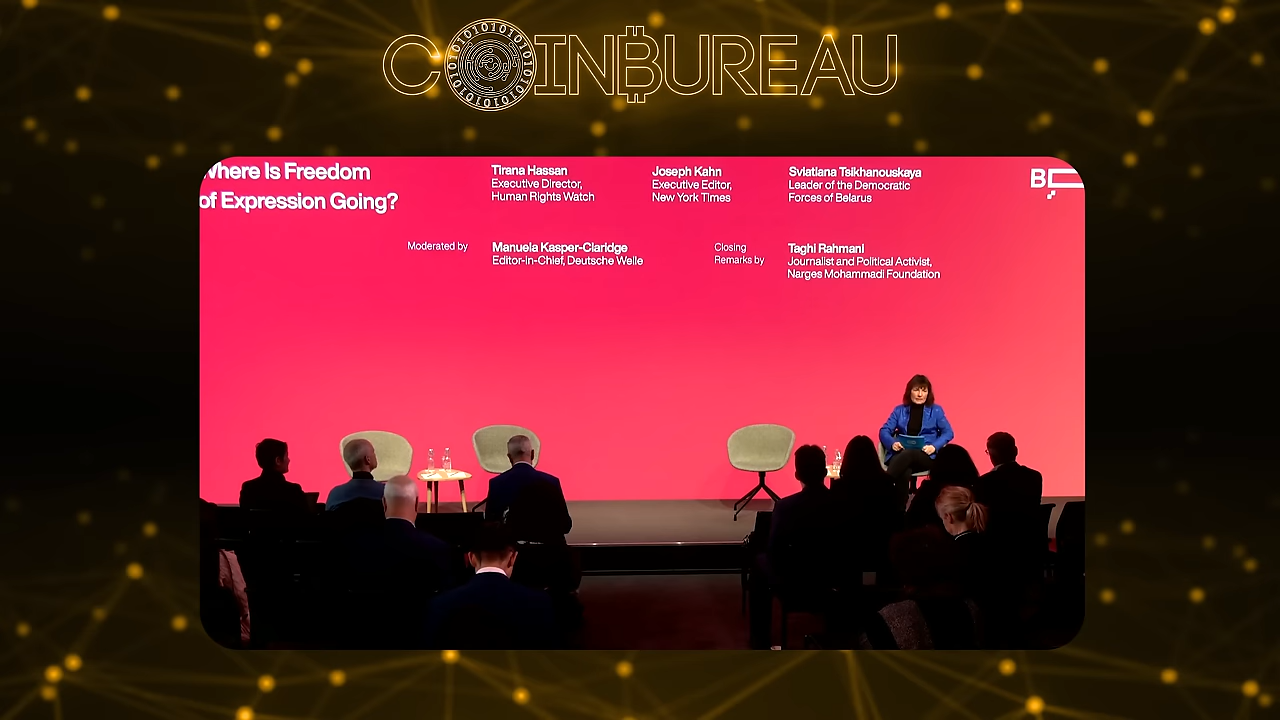 COINBUREAU
Where Is Freedom
of Expression Going?
Tirana Hassan
Executive Director,
Human Rights Watch
Joseph Kahn
Executive Editor,
New York Times
Sviatlana Tsikhanouskaya
Leader of the Democratic
Forces of Belarus
B
Moderated by
Manuela Kasper-Claridge
Editor-in-Chief, Deutsche Welle
Closing
Remarks by
Taghi Rahmani
Journalist and Political Activist,
Narges Mohammadi Foundation